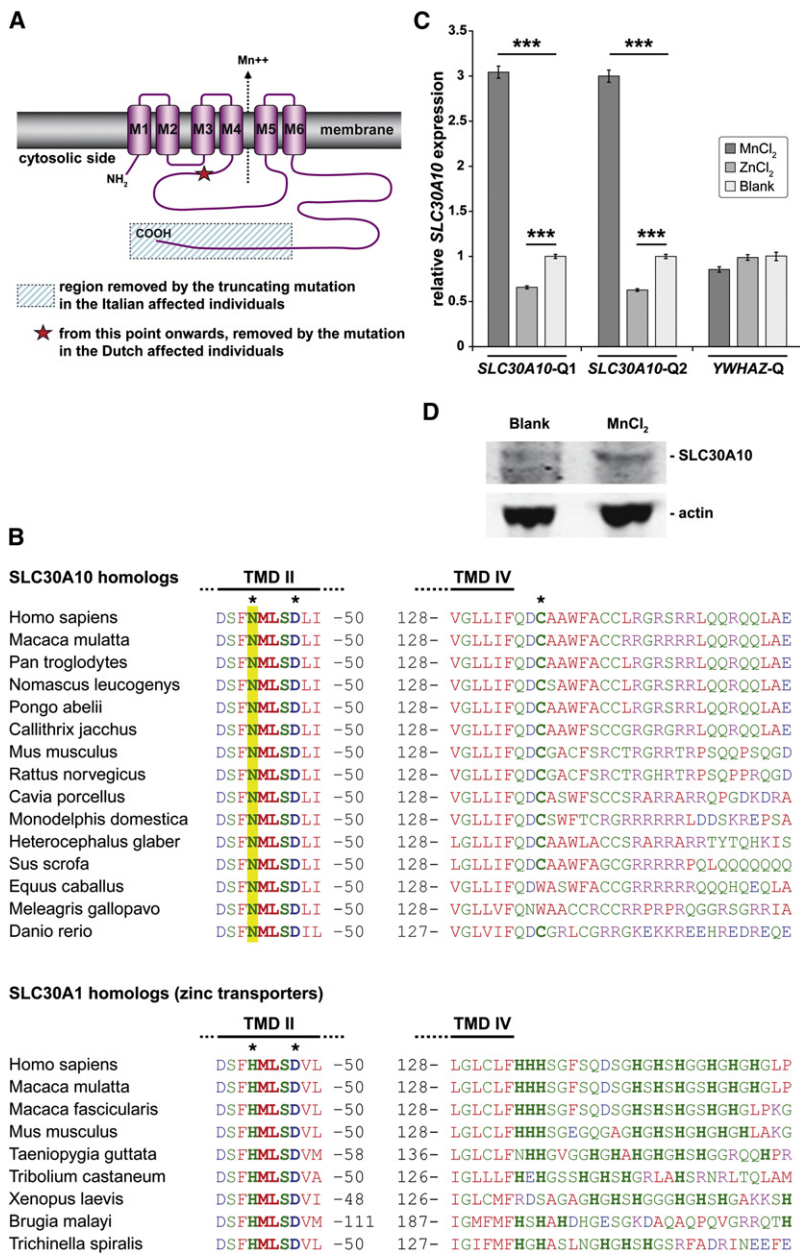 A
Mn++
M1 M2 M3 M4 M5 M6 membrane
cytosolic side
NH2
COOH
region removed by the truncating mutation
in the Italian affected individuals
from this point onwards, removed by the mutation
in the Dutch affected individuals
C
relative SLC30A10 expression
3.5
3
2.5
2
1.5
1
0.5
0
*** ***
*** ***
MnCl2
ZnCl2
Blank
SLC30A10-Q1 SLC30A10-Q2 YWHAZ-Q
D
Blank MnCl2
- SLC30A10
- actin
B
SLC30A10 homologs TMD II TMD IV
* * *
Homo sapiens DSFNMLSDLI -50 128- VGLLIFQDCAAWFACCLRGRSRRLQQRQQLAE
Macaca mulatta DSFNMLSDLI -50 128- VGLLIFQDCAAWFACCRRGRRRRLQQRQQLAE
Pan troglodytes DSFNMLSDLI -50 128- VGLLIFQDCAAWFACCLRGRSRRLQQRQQLAE
Nomascus leucogenys DSFNMLSDLI -50 128- VGLLIFQDCSAWFACCLRGRSRRLQQRQQLAE
Pongo abelii DSFNMLSDLI -50 128- VGLLIFQDCAAWFACCLRGRSRRLQQRQQLAE
Callithrix jacchus DSFNMLSDLI -50 128- VGLLIFQDCAAWFSCCRGRGRRLQQRQQLAE
Mus musculus DSFNMLSDLI -50 128- VGLLIFQDCGACFSRCTRGRRTRPSQQPSQGD
Rattus norvegicus DSFNMLSDLI -50 128- VGLLIFQDCGACFSRCTRGHRTRPSQPPRQGD
Cavia porcellus DSFNMLSDLI -50 128- VGLLIFQDCASWFSCCSRARRARRQPGDKDRA
Monodelphis domestica DSFNMLSDLI -50 128- VGLLIFQDCSWFTCRGRRRRRRLDDSKREPSA
Heterocephalus glaber DSFNMLSDLI -50 128- VGLLIFQDCAAWLACCSRARRARRTYTQHKIS
Sus scrofa DSFNMLSDLI -50 128- LGLLIFQDCAAWFACCRGRRRRRPQLQQQQQQ
Equus caballus DSFNMLSDLI -50 128- VGLLIFQDWASWFACCGRRRRRQQQHQEQLA
Meleagris gallopavo DSFNMLSDLI -50 128- VGLLVFQNWAACCRCCRRPRPRQGGRSGRRIA
Danio rerio DSFNMLSDIL -50 127- VGLVIFQDCGRLCGRRGKEKKREEHREDREQE
SLC30A1 homologs (zinc transporters)
TMD II TMD IV
* *
Homo sapiens DSFHMLSDVL -50 128- LGLCLFHHHSGFSQDSGHGHSHGGHGHGHGLP
Macaca mulatta DSFHMLSDVL -50 128- LGLCLFHHHSGFSQDSGHGHSHGGHGHGHGLP
Macaca fascicularis DSFHMLSDVL -50 128- LGLCLFHHHSGFSQDSGHSHSHGSHGHGLPKG
Mus musculus DSFHMLSDVL -50 128- LGLCLFHHHSGEGQGAGHGHSHGHGHGHLAKG
Taeniopygia guttata DSFHMLSDVM -58 136- LGLCLFNHHGVGGHGHAHGHGHSHGGRQQHPR
Tribolium castaneum DSFHMLSDVA -50 126- IGLLLFHEHGSSHGHSHGRLAHSRNRLTQLAM
Xenopus laevis DSFHMLSDVI -48 126- IGLCMFRDSAGAGHGHSHGGGHGHSHGAKKSH
Brugia malayi DSFHMLSDVM -111 187- IGMFMFHSHAHDHGESGKDAQAQPQVGRRQTH
Trichinella spiralis DSFHMLSDVL -50 127- IGIFMFHGHASLNGHGHSHGSRFADRINEEFE